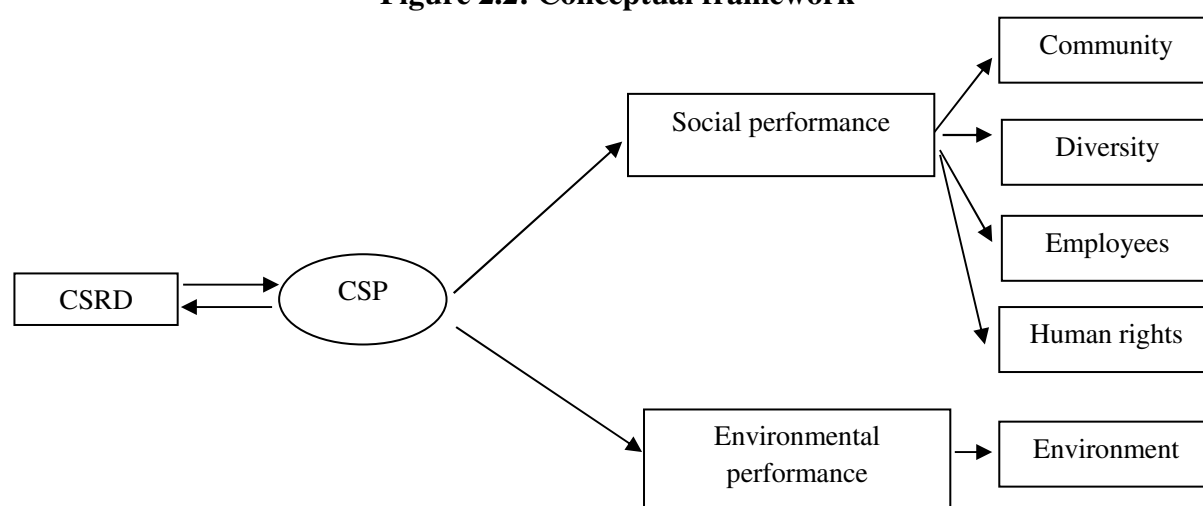 Figure 2.2: Conceptual framework
Community
Social performance
Diversity
Employees
CSRD
CSP
Human rights
Environmental
performance
Environment